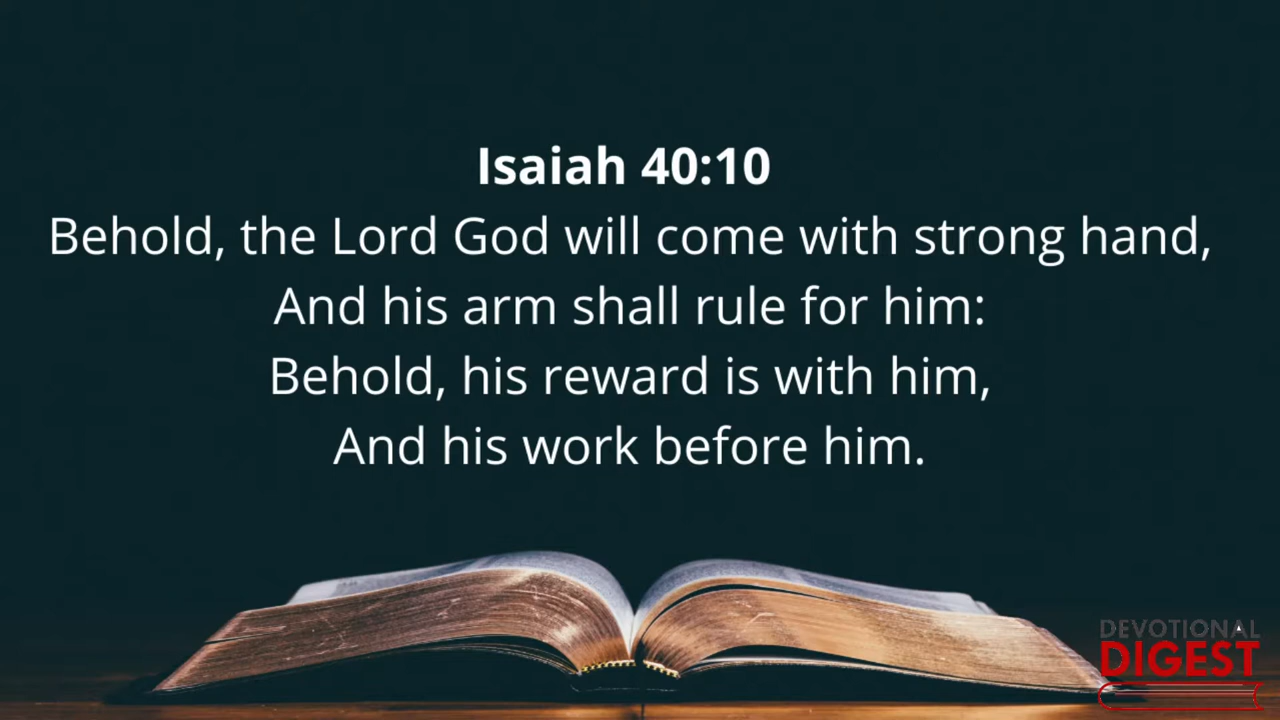 Isaiah 40:10
Behold, the Lord God will come with strong hand,
And his arm shall rule for him:
Behold, his reward is with him,
And his work before him.
DEVOTIONAL
DIGEST